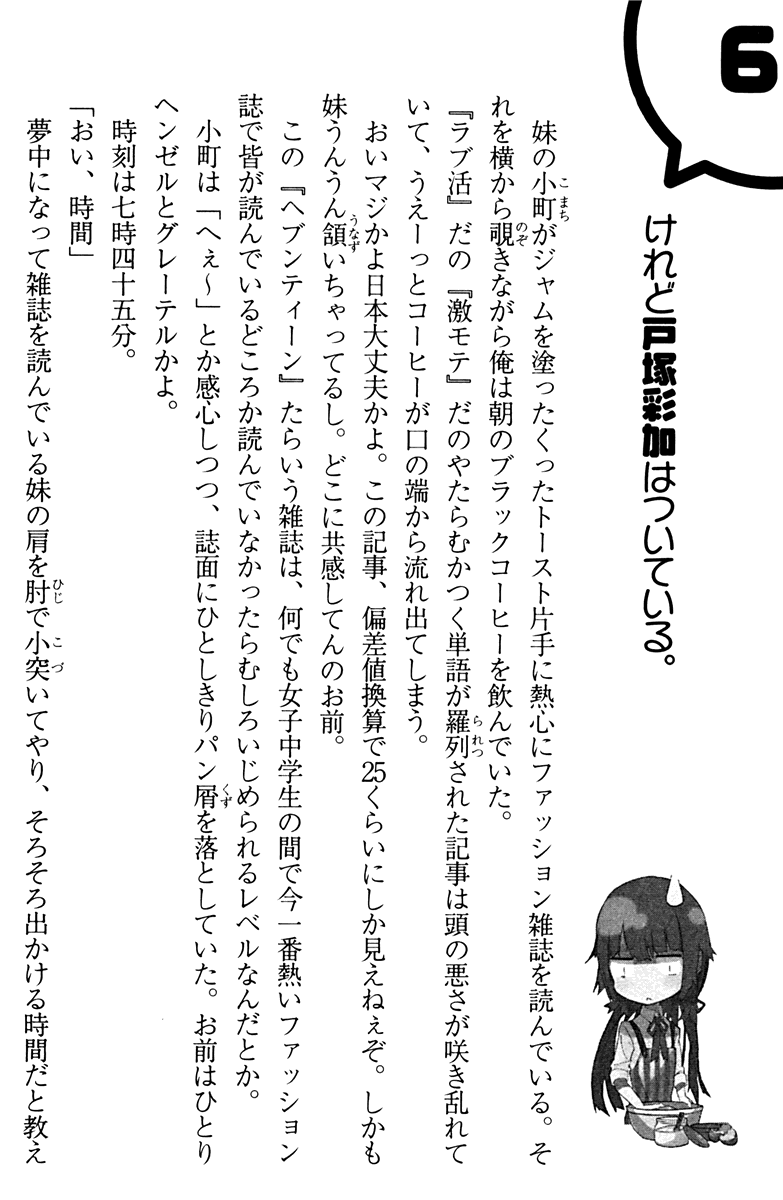 6
けれど戸塚彩加はついている。
妹の小町がジャムを塗ったくったトースト片手に熱心にファッション雑誌を読んでいる。そ
れを横から覗きながら俺は朝のブラックコーヒーを飲んでいた。
『ラブ活』だの『激モテ』だのやたらむかつく単語が羅列された記事は頭の悪さが咲き乱れて
いて、うえーっとコーヒーが口の端から流れ出てしまう。
おいマジかよ日本大丈夫かよ。この記事、偏差値換算で25くらいにしか見えねぇぞ。しかも
妹うんうん頷いちゃってるし。どこに共感してんのお前。
この『ヘブンティーン』たらいう雑誌は、何でも女子中学生の間で今一番熱いファッション
誌で皆が読んでいるどころか読んでいなかったらむしろいじめられるレベルなんだとか。
小町は「へぇ〜」とか感心しつつ、誌面にひとしきりパン屑を落としていた。お前はひとり
ヘンゼルとグレーテルかよ。
時刻は七時四十五分。
「おい、時間」
夢中になって雑誌を読んでいる妹の肩を肘で小突いてやり、そろそろ出かける時間だと教え